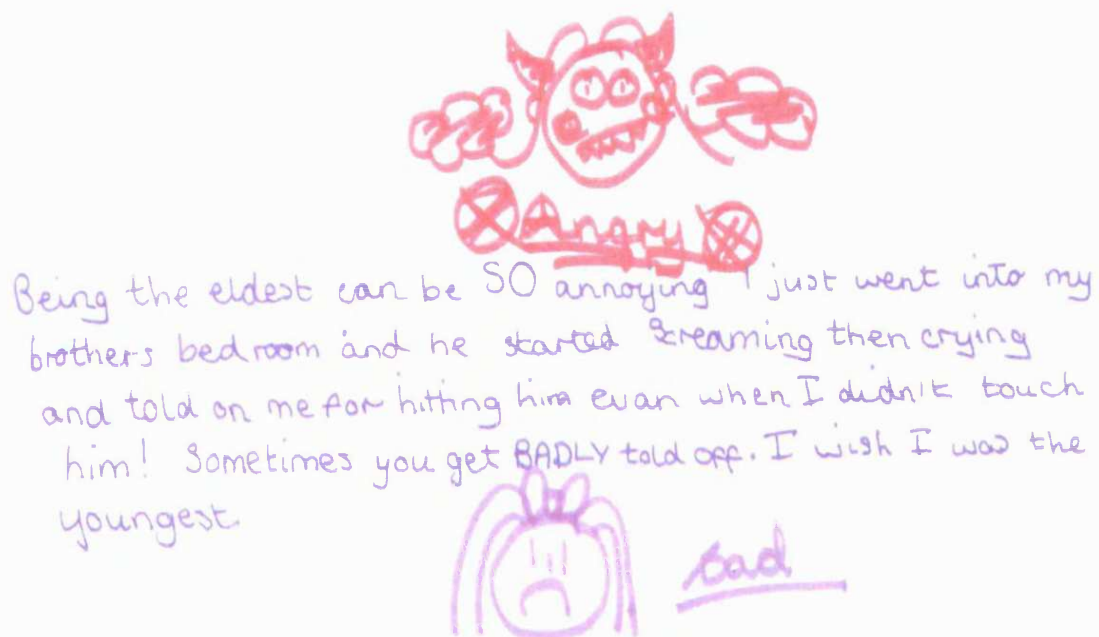 Angry
Being the eldest can be SO annoying I just went into my
brothers bedroom and he started screaming then crying
and told on me for hitting him evan when I didn't touch
him! Sometimes you get BADLY told off. I wish I was the
youngest.
sad